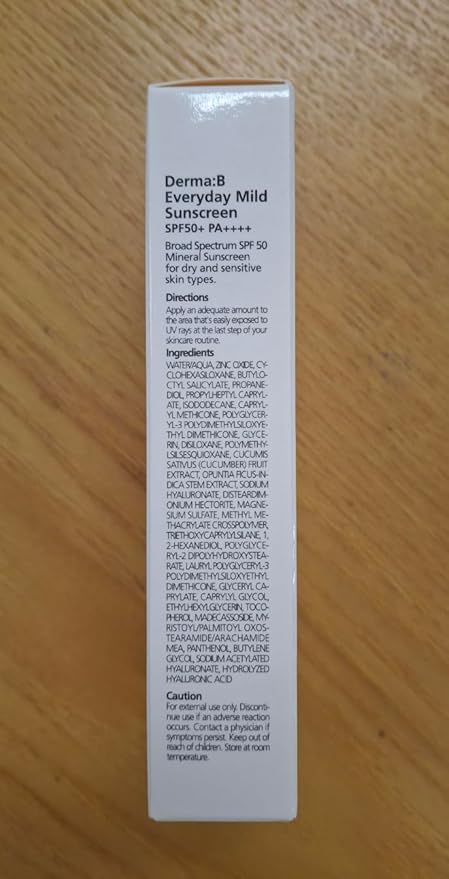 Derma:B
Everyday Mild
Sunscreen
SPF50+ PA++++
Broad Spectrum SPF 50
Mineral Sunscreen
for dry and sensitive
skin types.
Directions
Apply an adequate amount to
the area that's easily exposed to
UV rays at the last step of your
skincare routine.
Ingredients
WATER/AQUA, ZINC OXIDE, CY-
CLOHEXASILOXANE, BUTYLO-
CTYL SALICYLATE, PROPANE-
DIOL, PROPYLHEPTYL CAPRYL-
ATE, ISODODECANE, CAPRYL-
YL METHICONE, POLYGLYCER-
YL-3 POLYDIMETHYLSILOXYE-
THYL DIMETHICONE, GLYCE-
RIN, DISILOXANE, POLYMETHY-
LSILSESQUIOXANE, CUCUMIS
SATIVUS (CUCUMBER) FRUIT
EXTRACT, OPUNTIA FICUS-IN-
DICA STEM EXTRACT, SODIUM
HYALURONATE, DISTEARDIM-
ONIUM HECTORITE, MAGNE-
SIUM SULFATE, METHYL ME-
THACRYLATE CROSSPOLYMER,
TRIETHOXYCAPRYLYLSILANE, 1,
2-HEXANEDIOL, POLYGLYCE-
RYL-2 DIPOLYHYDROXYSTEA-
RATE, LAURYL POLYGLYCERYL-3
POLYDIMETHYLSILOXYETHYL
DIMETHICONE, GLYCERYL CA-
PRYLATE, CAPRYLYL GLYCOL,
ETHYLHEXYLGLYCERIN, TOCO-
PHEROL, MADECASSOSIDE, MY-
RISTOYL/PALMITOYL OXOS-
TEARAMIDE/ARACHAMIDE
MEA, PANTHENOL, BUTYLENE
GLYCOL, SODIUM ACETYLATED
HYALURONATE, HYDROLYZED
HYALURONIC ACID
Caution
For external use only. Disconti-
nue use if an adverse reaction
occurs. Contact a physician if
symptoms persist. Keep out of
reach of children. Store at room
temperature.